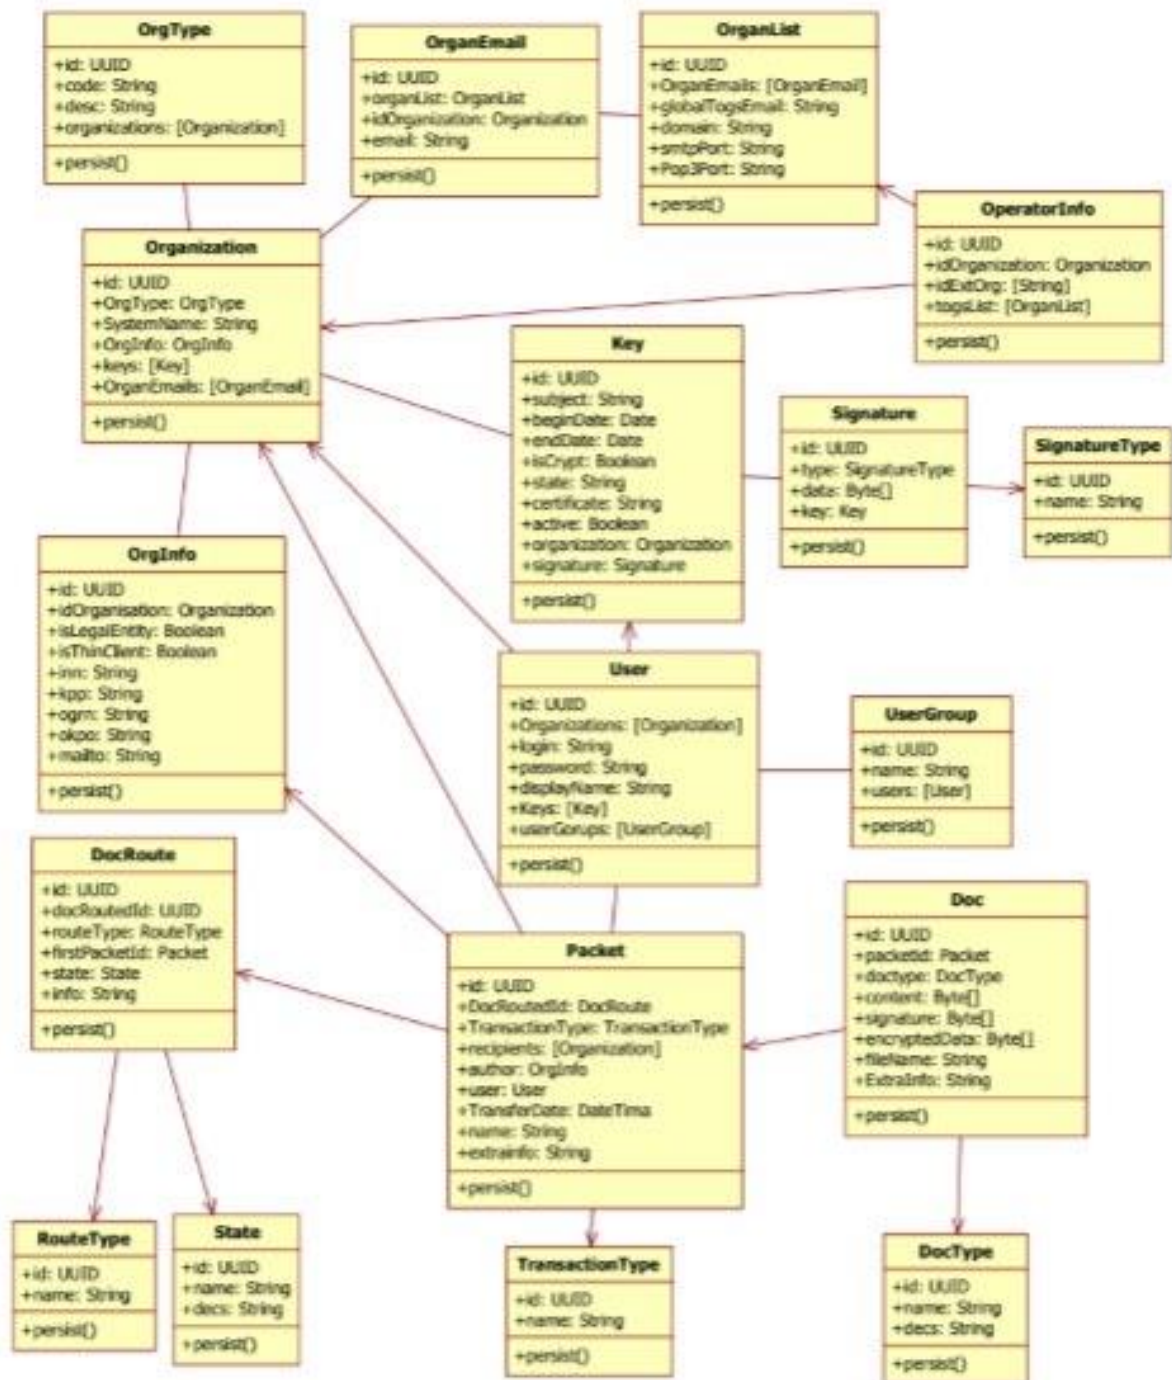 OrgType
+id: UUID
+code: String
+desc: String
+organizations: [Organization]
+persist()
OrganEmail
+id: UUID
+organList: OrganList
+idOrganization: Organization
+email: String
+persist()
OrganList
+id: UUID
+OrganEmails: [OrganEmail]
+globalTogsEmail: String
+domain: String
+smtpPort: String
+Pop3Port: String
+persist()
OperatorInfo
+id: UUID
+idOrganization: Organization
+idExtOrg: [String]
+togsList: [OrganList]
+persist()
Organization
+id: UUID
+OrgType: OrgType
+SystemName: String
+OrgInfo: OrgInfo
+keys: [Key]
+OrganEmails: [OrganEmail]
+persist()
Key
+id: UUID
+subject: String
+beginDate: Date
+endDate: Date
+isCrypt: Boolean
+state: String
+certificate: String
+active: Boolean
+organization: Organization
+signature: Signature
+persist()
Signature
+id: UUID
+type: SignatureType
+data: Byte[]
+key: Key
+persist()
SignatureType
+id: UUID
+name: String
+persist()
OrgInfo
+id: UUID
+idOrganisation: Organization
+isLegalEntity: Boolean
+isThinClient: Boolean
+inn: String
+kpp: String
+ogrn: String
+okpo: String
+mailto: String
+persist()
User
+id: UUID
+Organizations: [Organization]
+login: String
+password: String
+displayName: String
+Keys: [Key]
+userGorups: [UserGroup]
+persist()
UserGroup
+id: UUID
+name: String
+users: [User]
+persist()
DocRoute
+id: UUID
+docRoutedId: UUID
+routeType: RouteType
+firstPacketId: Packet
+state: State
+info: String
+persist()
Packet
+id: UUID
+DocRoutedId: DocRoute
+TransactionType: TransactionType
+recipients: [Organization]
+author: OrgInfo
+user: User
+TransferDate: DateTima
+name: String
+extrainfo: String
+persist()
Doc
+id: UUID
+packetId: Packet
+doctype: DocType
+content: Byte[]
+signature: Byte[]
+encryptedData: Byte[]
+fileName: String
+ExtraInfo: String
+persist()
RouteType
+id: UUID
+name: String
+persist()
State
+id: UUID
+name: String
+decs: String
+persist()
TransactionType
+id: UUID
+name: String
+persist()
DocType
+id: UUID
+name: String
+decs: String
+persist()